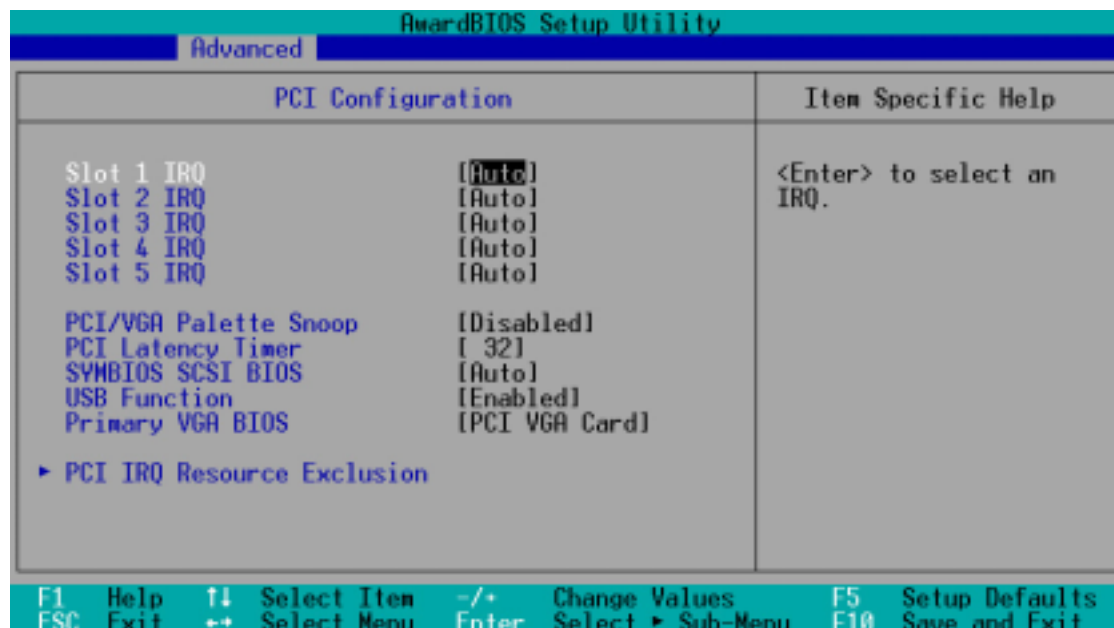 AwardBIOS Setup Utility
Advanced
PCI Configuration
Item Specific Help
Slot 1 IRQ [Auto]
Slot 2 IRQ [Auto]
Slot 3 IRQ [Auto]
Slot 4 IRQ [Auto]
Slot 5 IRQ [Auto]
PCI/VGA Palette Snoop [Disabled]
PCI Latency Timer [ 32]
SYMBIOS SCSI BIOS [Auto]
USB Function [Enabled]
Primary VGA BIOS [PCI VGA Card]
▸ PCI IRQ Resource Exclusion
<Enter> to select an
IRQ.
F1 Help ↑↓ Select Item -/+ Change Values F5 Setup Defaults
ESC Exit ←→ Select Menu Enter Select ▸ Sub-Menu F10 Save and Exit